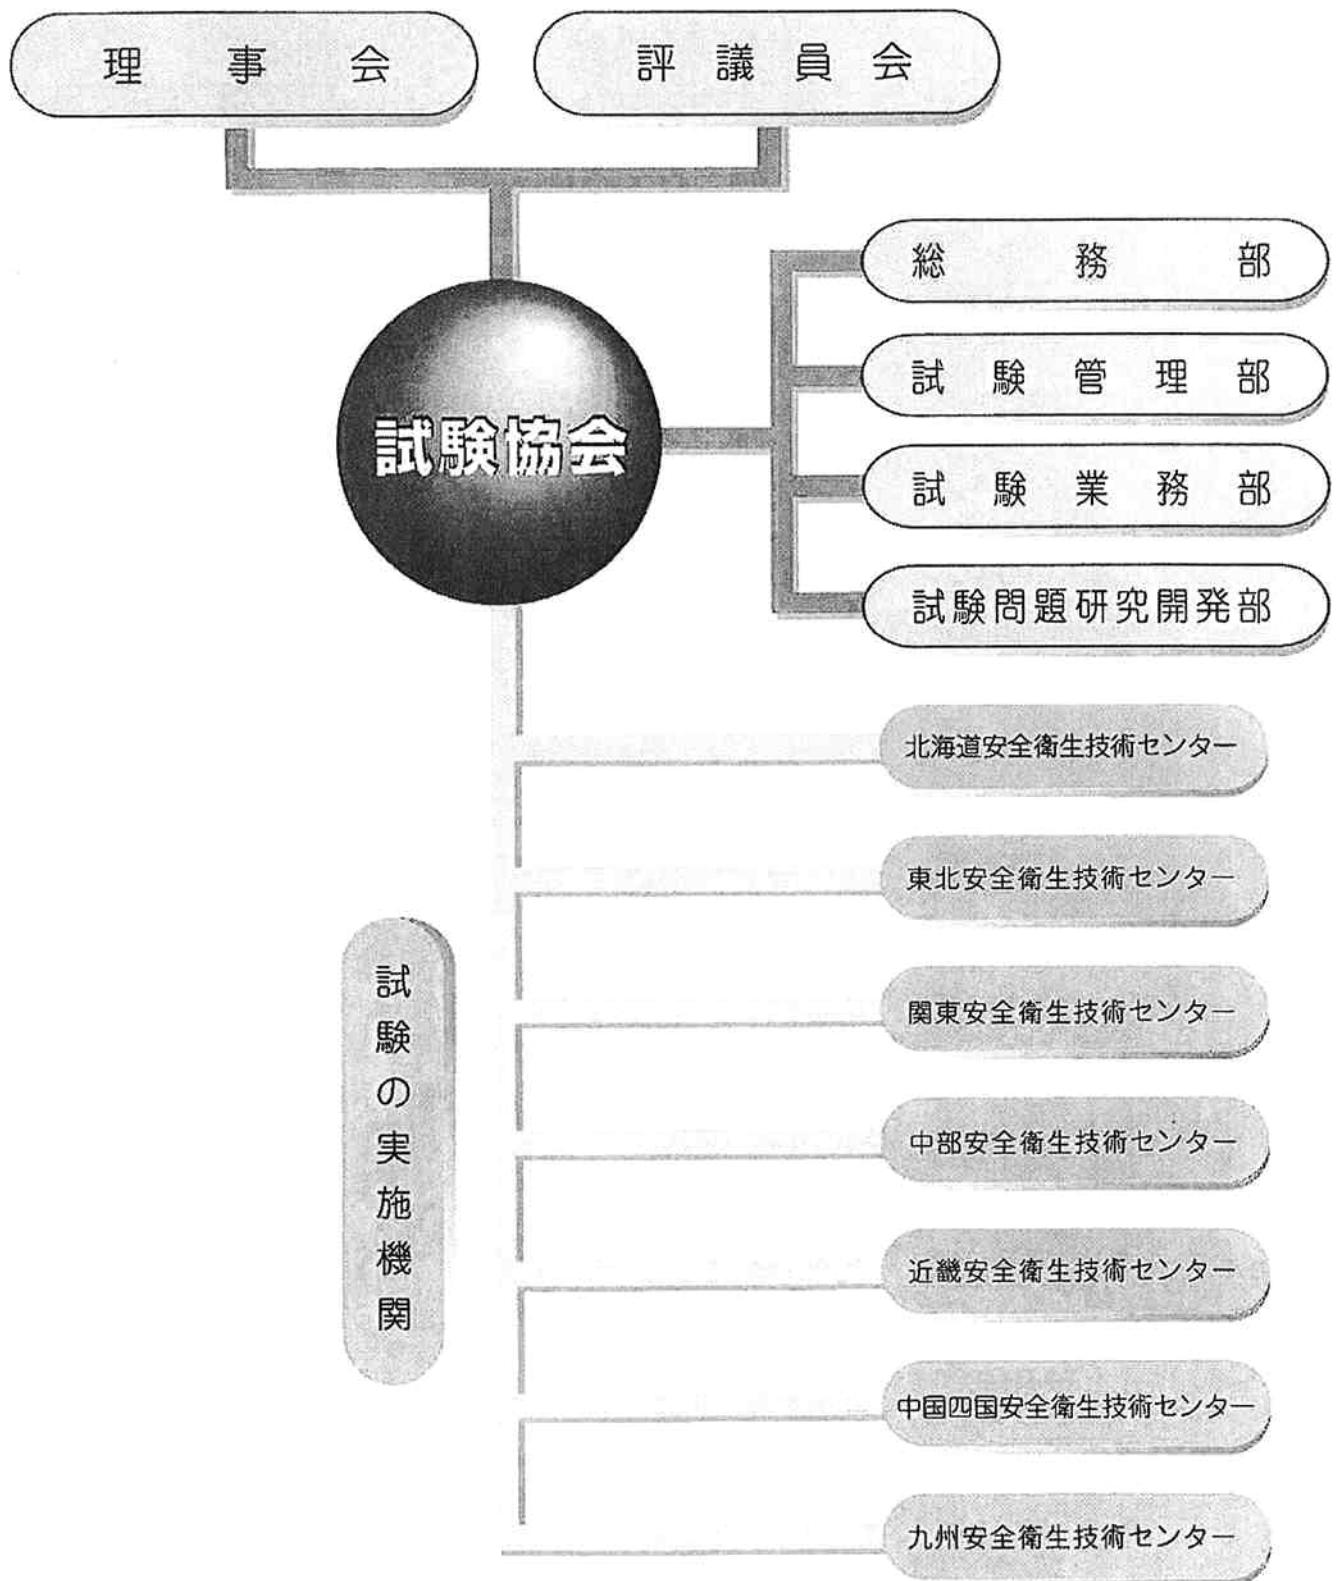 理事会
評議員会
試験協会
総務部
試験管理部
試験業務部
試験問題研究開発部
試験の実施機関
北海道安全衛生技術センター
東北安全衛生技術センター
関東安全衛生技術センター
中部安全衛生技術センター
近畿安全衛生技術センター
中国四国安全衛生技術センター
九州安全衛生技術センター